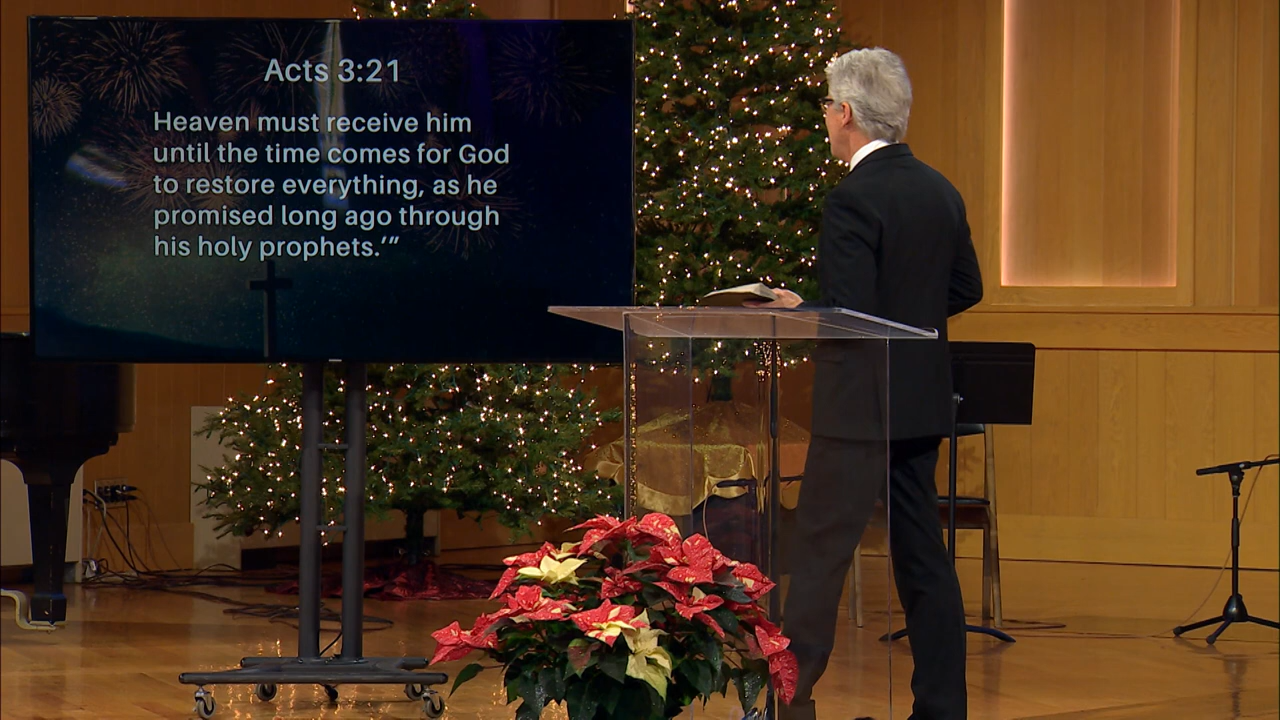 Acts 3:21
Heaven must receive him
until the time comes for God
to restore everything, as he
promised long ago through
his holy prophets.’”